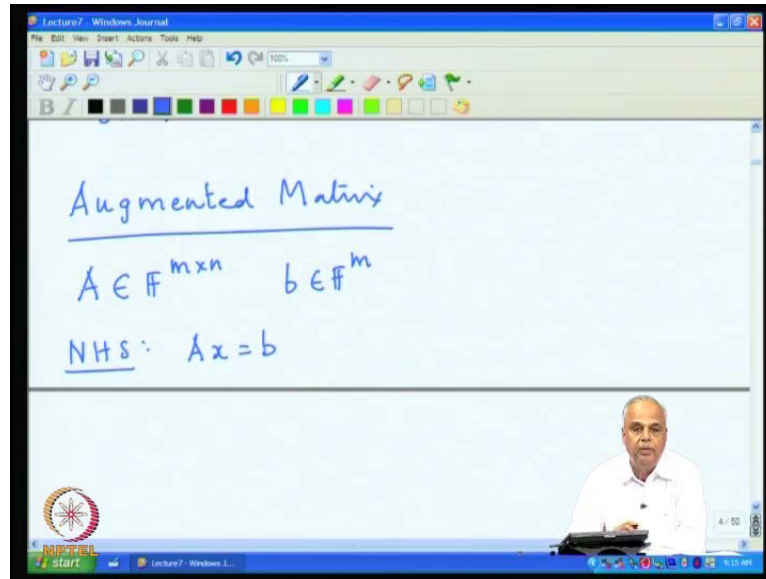 Lecture7 - Windows Journal
File Edit View Insert Actions Tools Help
100%
B I
Augmented Matrix
A ∈ 𝔽^{m×n} b ∈ 𝔽^m
NHS: Ax = b
4 / 50
NPTEL
start Lecture7 - Windows J... 9:15 AM